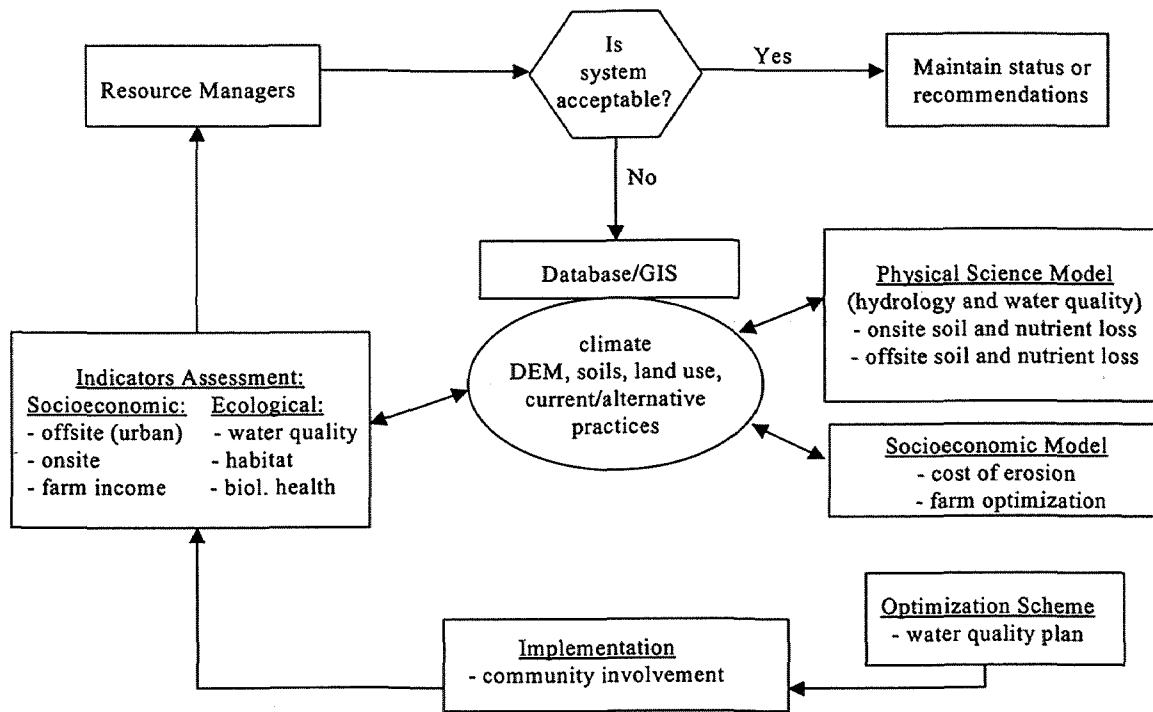 Resource Managers
Is
system
acceptable?
Yes
Maintain status or
recommendations
No
Database/GIS
climate
DEM, soils, land use,
current/alternative
practices
Physical Science Model
(hydrology and water quality)
- onsite soil and nutrient loss
- offsite soil and nutrient loss
Indicators Assessment:
Socioeconomic: Ecological:
- offsite (urban) - water quality
- onsite - habitat
- farm income - biol. health
Socioeconomic Model
- cost of erosion
- farm optimization
Optimization Scheme
- water quality plan
Implementation
- community involvement